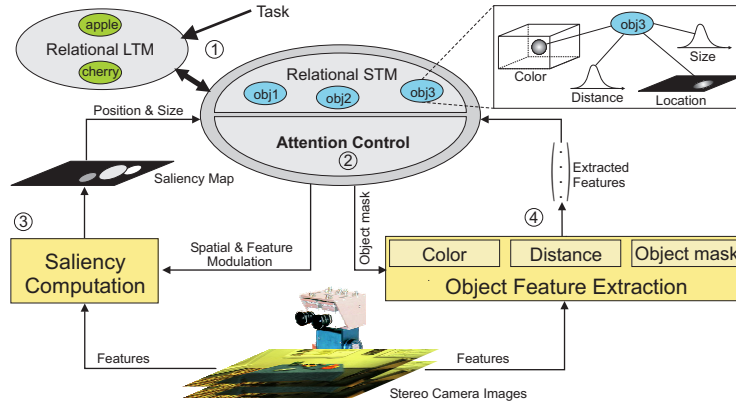 apple
Relational LTM
cherry
Task
①
Relational STM
obj1
obj2
obj3
Attention Control
②
obj3
Color
Size
Distance
Location
Position & Size
Saliency Map
Extracted
Features
③
Saliency
Computation
Spatial & Feature
Modulation
Object mask
④
Color
Distance
Object mask
Object Feature Extraction
Features
Features
Stereo Camera Images